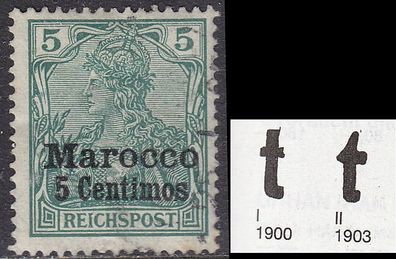 5 5
Marocco
5 Centimos
REICHSPOST
t t
I II
1900 1903